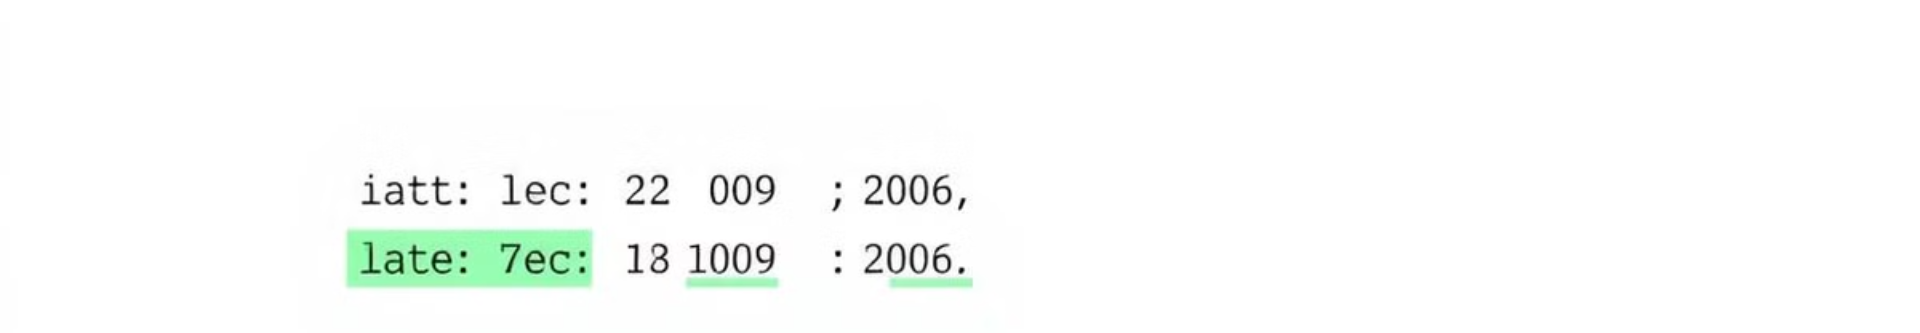 iatt: lec: 22 009 ; 2006,
late: 7ec: 18 1009 : 2006.